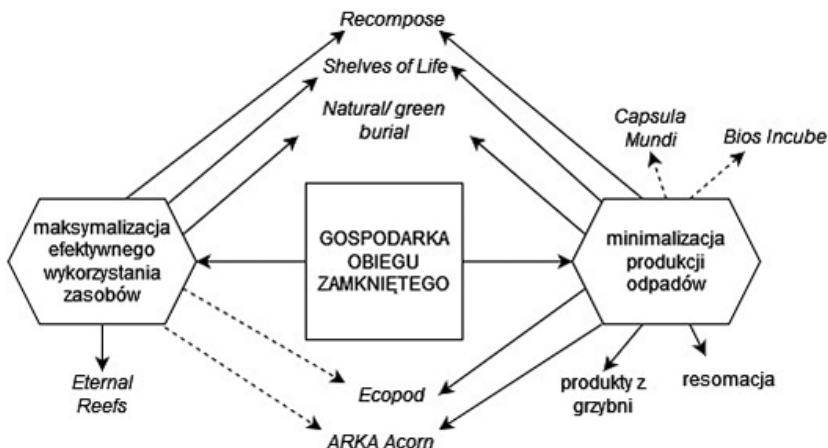 Recompose
Shelves of Life
Natural/ green
burial
Capsula
Mundi
Bios Incube
maksymalizacja
efektywnego
wykorzystania
zasobów
GOSPODARKA
OBIEGU
ZAMKNIĘTEGO
minimalizacja
produkcji
odpadów
Eternal
Reefs
Ecopod
ARKA Acorn
produkty z
grzybni
resomacja